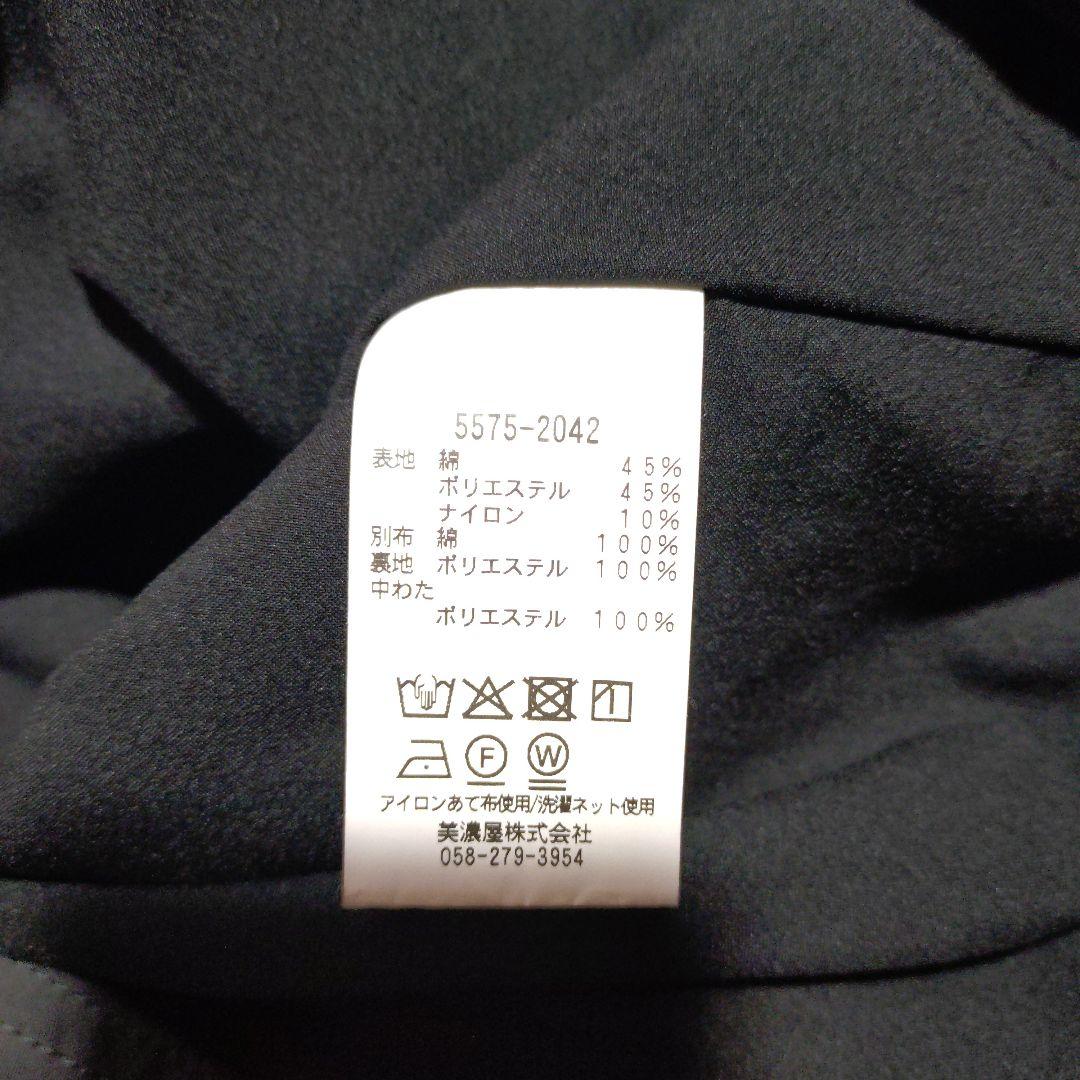 5575-2042
表地 綿 45%
ポリエステル 45%
ナイロン 10%
別布 綿 100%
裏地 ポリエステル 100%
中わた
ポリエステル 100%
F W
アイロンあて布使用/洗濯ネット使用
美濃屋株式会社
058-279-3954